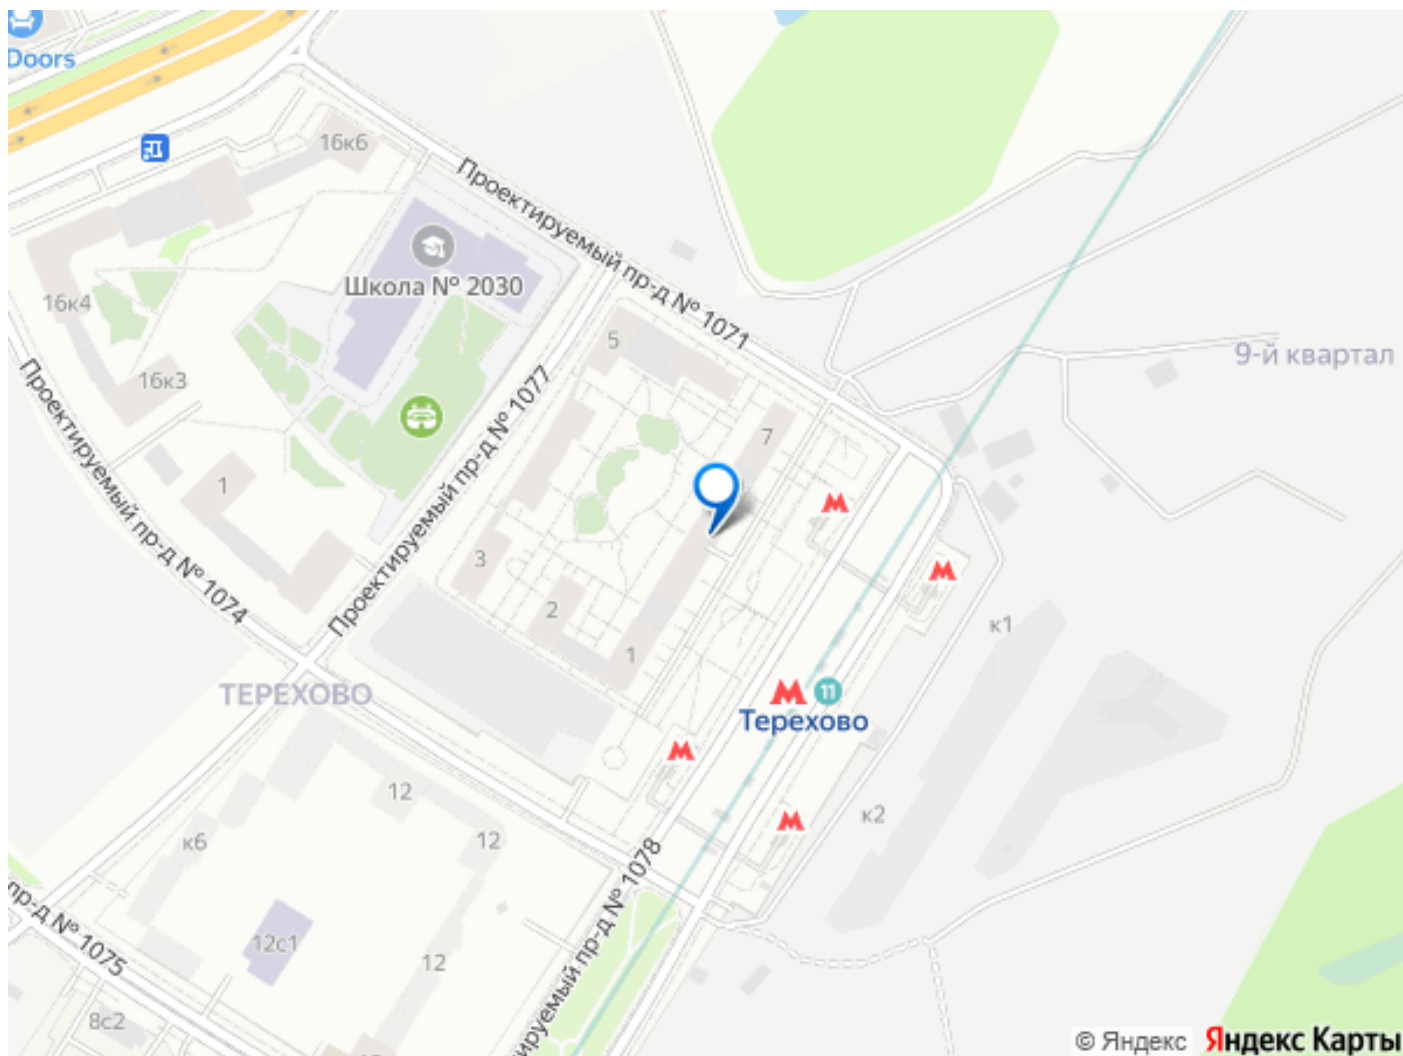 Doors
16к6
Проектируемый пр-д № 1071
Школа № 2030
16к4
5
9-й квартал
16к3
Проектируемый пр-д № 1077
Проектируемый пр-д № 1074
7
1
3
2
1
к1
ТЕРЕХОВО
М 11
Терехово
М
М
М
М
12
к2
к6
12
Проектируемый пр-д № 1078
пр-д № 1075
12с1
12
8с2
© Яндекс Яндекс Карты